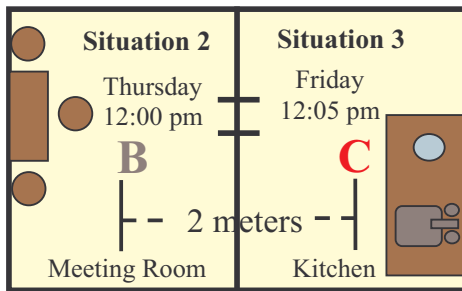 Situation 2
Thursday
12:00 pm
B
Meeting Room
Situation 3
Friday
12:05 pm
C
2 meters
Kitchen